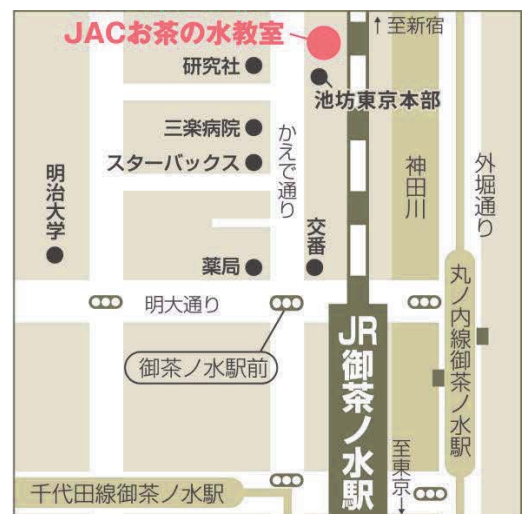 JACお茶の水教室
↑至新宿
研究社
池坊東京本部
三楽病院
スターバックス
かえで通り
神田川
外堀通り
明治大学
交番
薬局
明大通り
御茶ノ水駅前
JR御茶ノ水駅
丸ノ内線御茶ノ水駅
千代田線御茶ノ水駅
至東京→